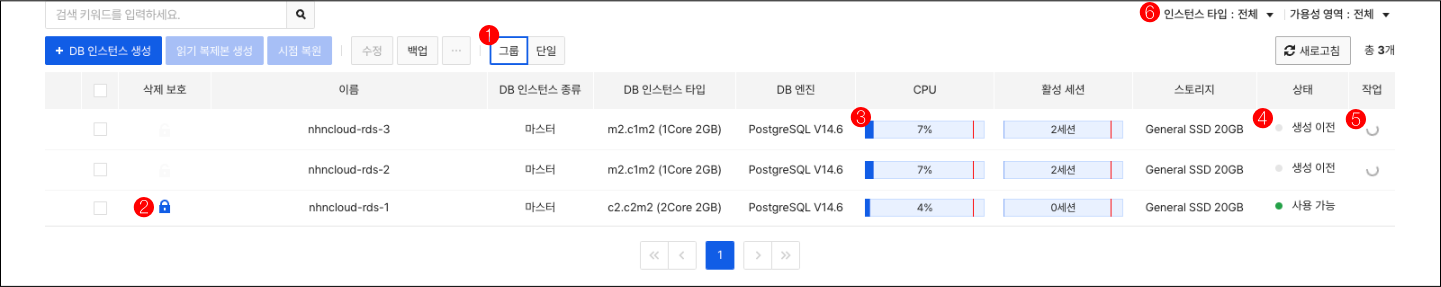 검색 키워드를 입력하세요.
6 인스턴스 타입 : 전체 가용성 영역 : 전체
1
+ DB 인스턴스 생성 읽기 복제본 생성 시점 복원 수정 백업 ··· 그룹 단일 새로고침 총 3개
삭제 보호 이름 DB 인스턴스 종류 DB 인스턴스 타입 DB 엔진 CPU 활성 세션 스토리지 상태 작업
nhncloud-rds-3 마스터 m2.c1m2 (1Core 2GB) PostgreSQL V14.6 3 7% 2세션 General SSD 20GB 4 생성 이전 5
nhncloud-rds-2 마스터 m2.c1m2 (1Core 2GB) PostgreSQL V14.6 7% 2세션 General SSD 20GB 생성 이전
2 nhncloud-rds-1 마스터 c2.c2m2 (2Core 2GB) PostgreSQL V14.6 4% 0세션 General SSD 20GB 사용 가능
1